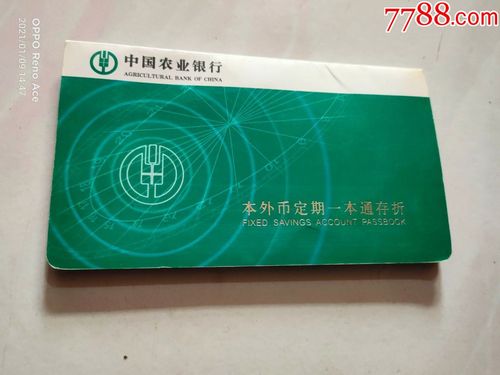 7788.com
中国农业银行
AGRICULTURAL BANK OF CHINA
本外币定期一本通存折
FIXED SAVINGS ACCOUNT PASSBOOK
OPPO Reno Ace
2021/01/09 14:47